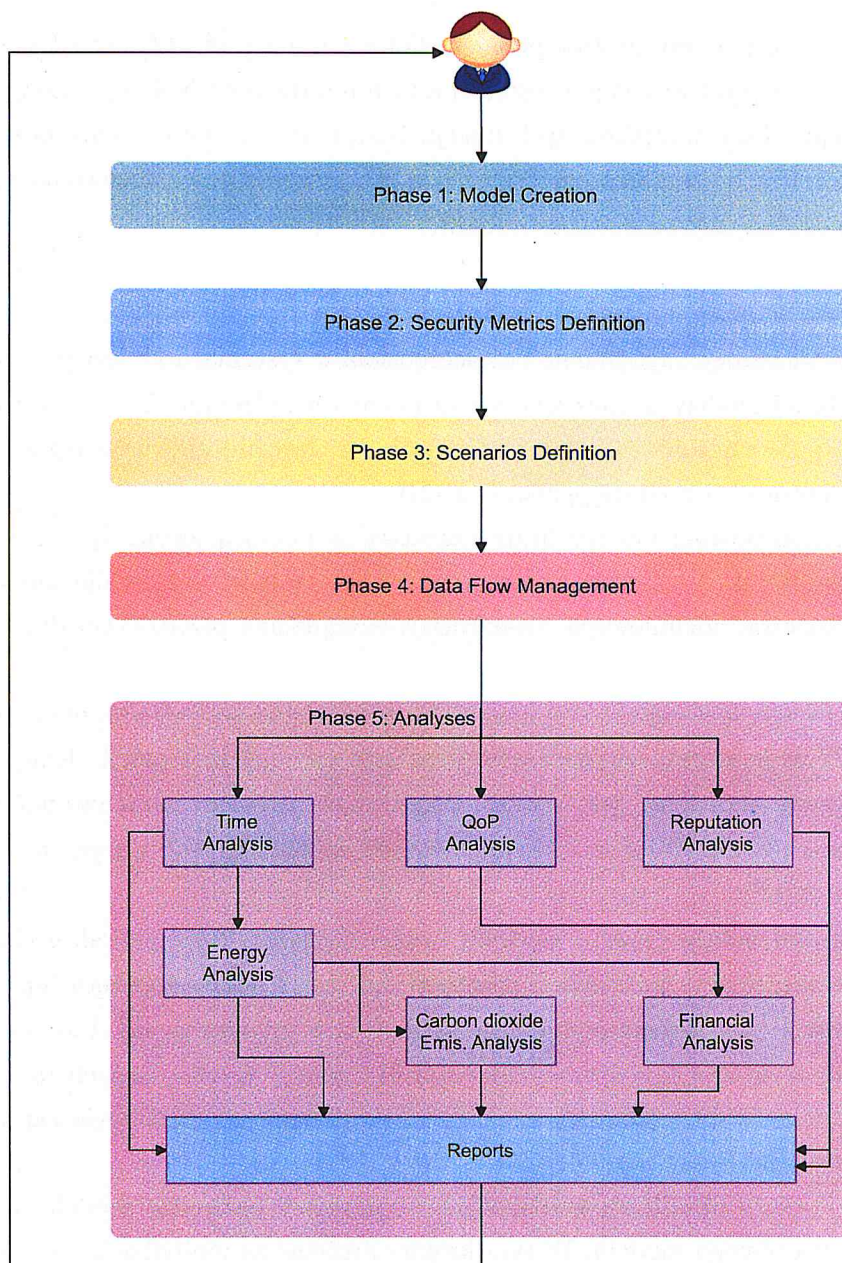 Phase 1: Model Creation
Phase 2: Security Metrics Definition
Phase 3: Scenarios Definition
Phase 4: Data Flow Management
Phase 5: Analyses
Time
Analysis
QoP
Analysis
Reputation
Analysis
Energy
Analysis
Carbon dioxide
Emis. Analysis
Financial
Analysis
Reports